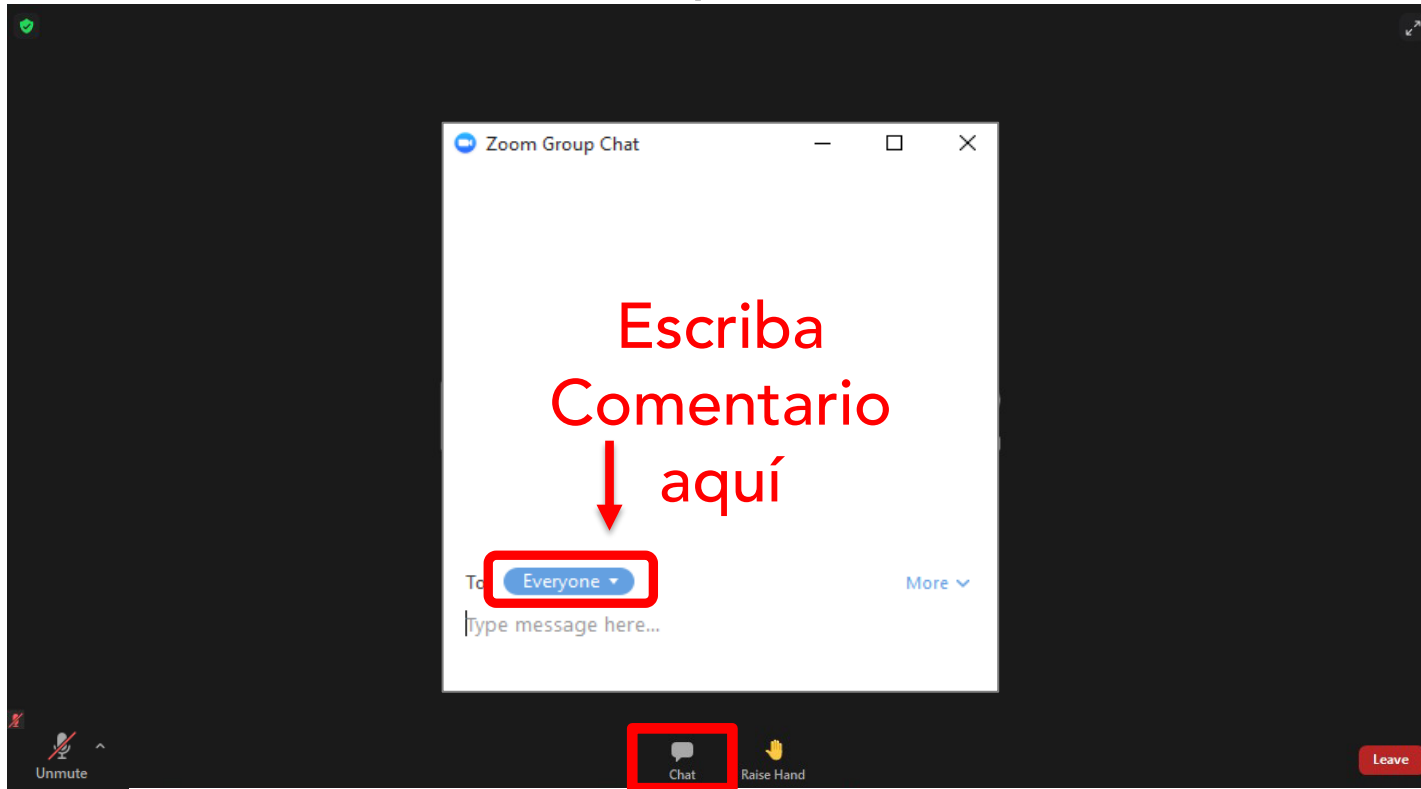 Zoom Group Chat
Escriba
Comentario
aquí
To Everyone More
Type message here...
Unmute Chat Raise Hand Leave